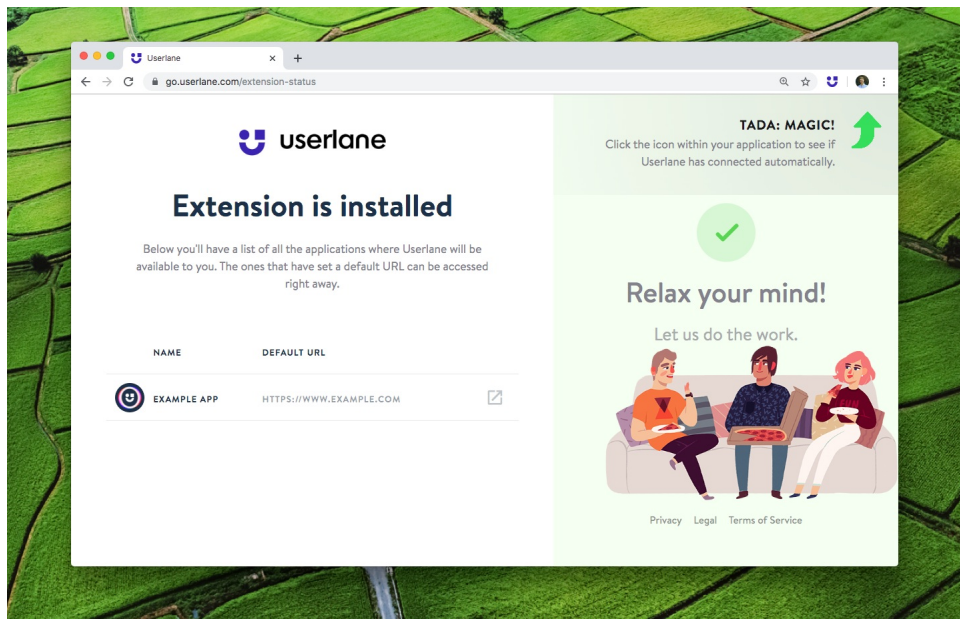 Userlane
go.userlane.com/extension-status
userlane
Extension is installed
Below you'll have a list of all the applications where Userlane will be
available to you. The ones that have set a default URL can be accessed
right away.
NAME DEFAULT URL
EXAMPLE APP HTTPS://WWW.EXAMPLE.COM
TADA: MAGIC!
Click the icon within your application to see if
Userlane has connected automatically.
Relax your mind!
Let us do the work.
FUN
Privacy Legal Terms of Service